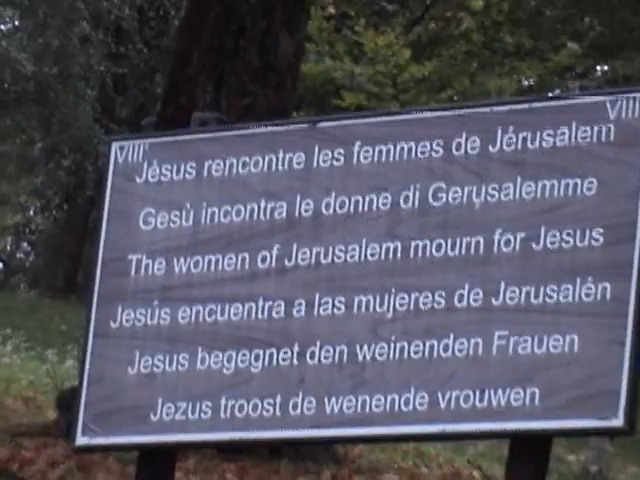 VIII VIII
Jésus rencontre les femmes de Jérusalem
Gesù incontra le donne di Gerusalemme
The women of Jerusalem mourn for Jesus
Jesús encuentra a las mujeres de Jerusalén
Jesus begegnet den weinenden Frauen
Jezus troost de wenende vrouwen